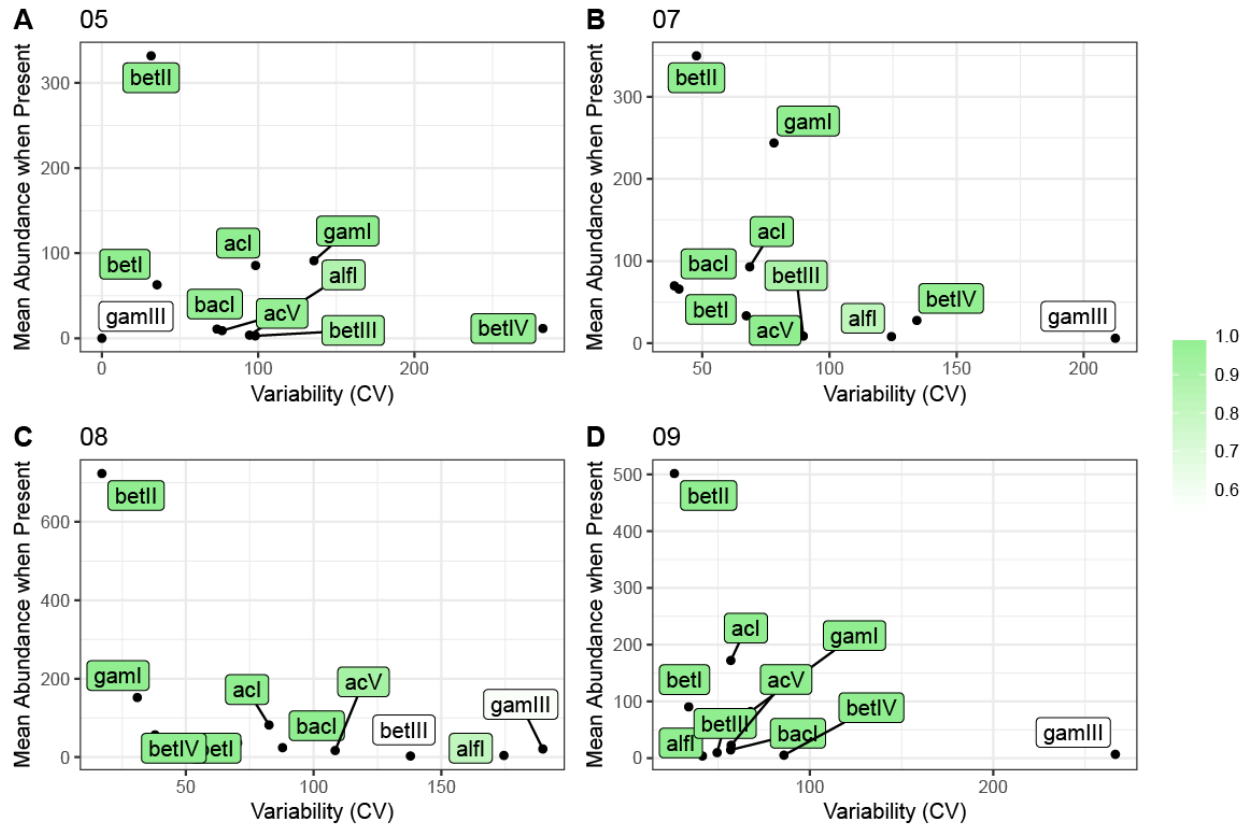 A 05
Mean Abundance when Present
300
200
100
0
betII
acI
gamI
betI
alfI
bacI
acV
gamIII
betIII
betIV
0
100
200
Variability (CV)
B 07
Mean Abundance when Present
300
200
100
0
betII
gamI
acI
bacI
betIII
betI
betIV
acV
alfI
gamIII
50
100
150
200
Variability (CV)
1.0
0.9
0.8
0.7
0.6
C 08
Mean Abundance when Present
600
400
200
0
betII
gamI
acI
acV
gamIII
bacI
betIII
betIV
betI
alfI
50
100
150
Variability (CV)
D 09
Mean Abundance when Present
500
400
300
200
100
0
betII
acI
gamI
betI
acV
betIV
betIII
bacI
alfI
gamIII
100
200
Variability (CV)